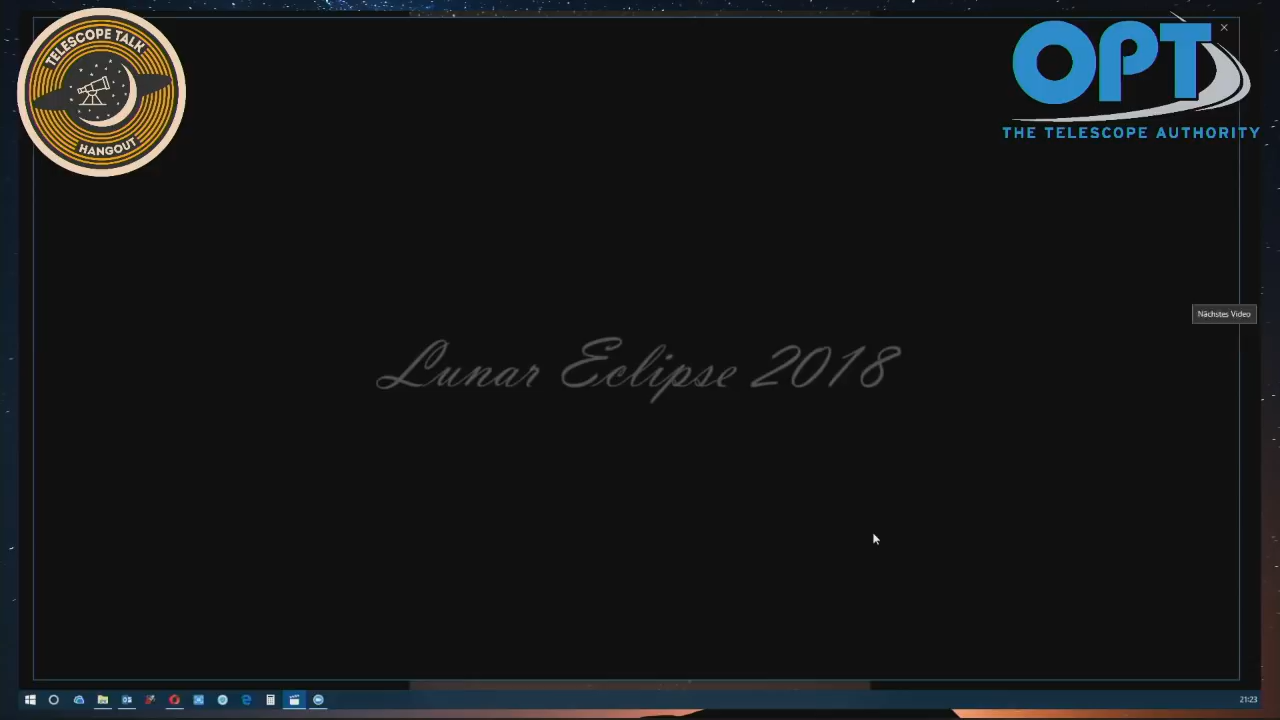 TELESCOPE TALK
HANGOUT
OPT
THE TELESCOPE AUTHORITY
Nächstes Video
Lunar Eclipse 2018
21:23